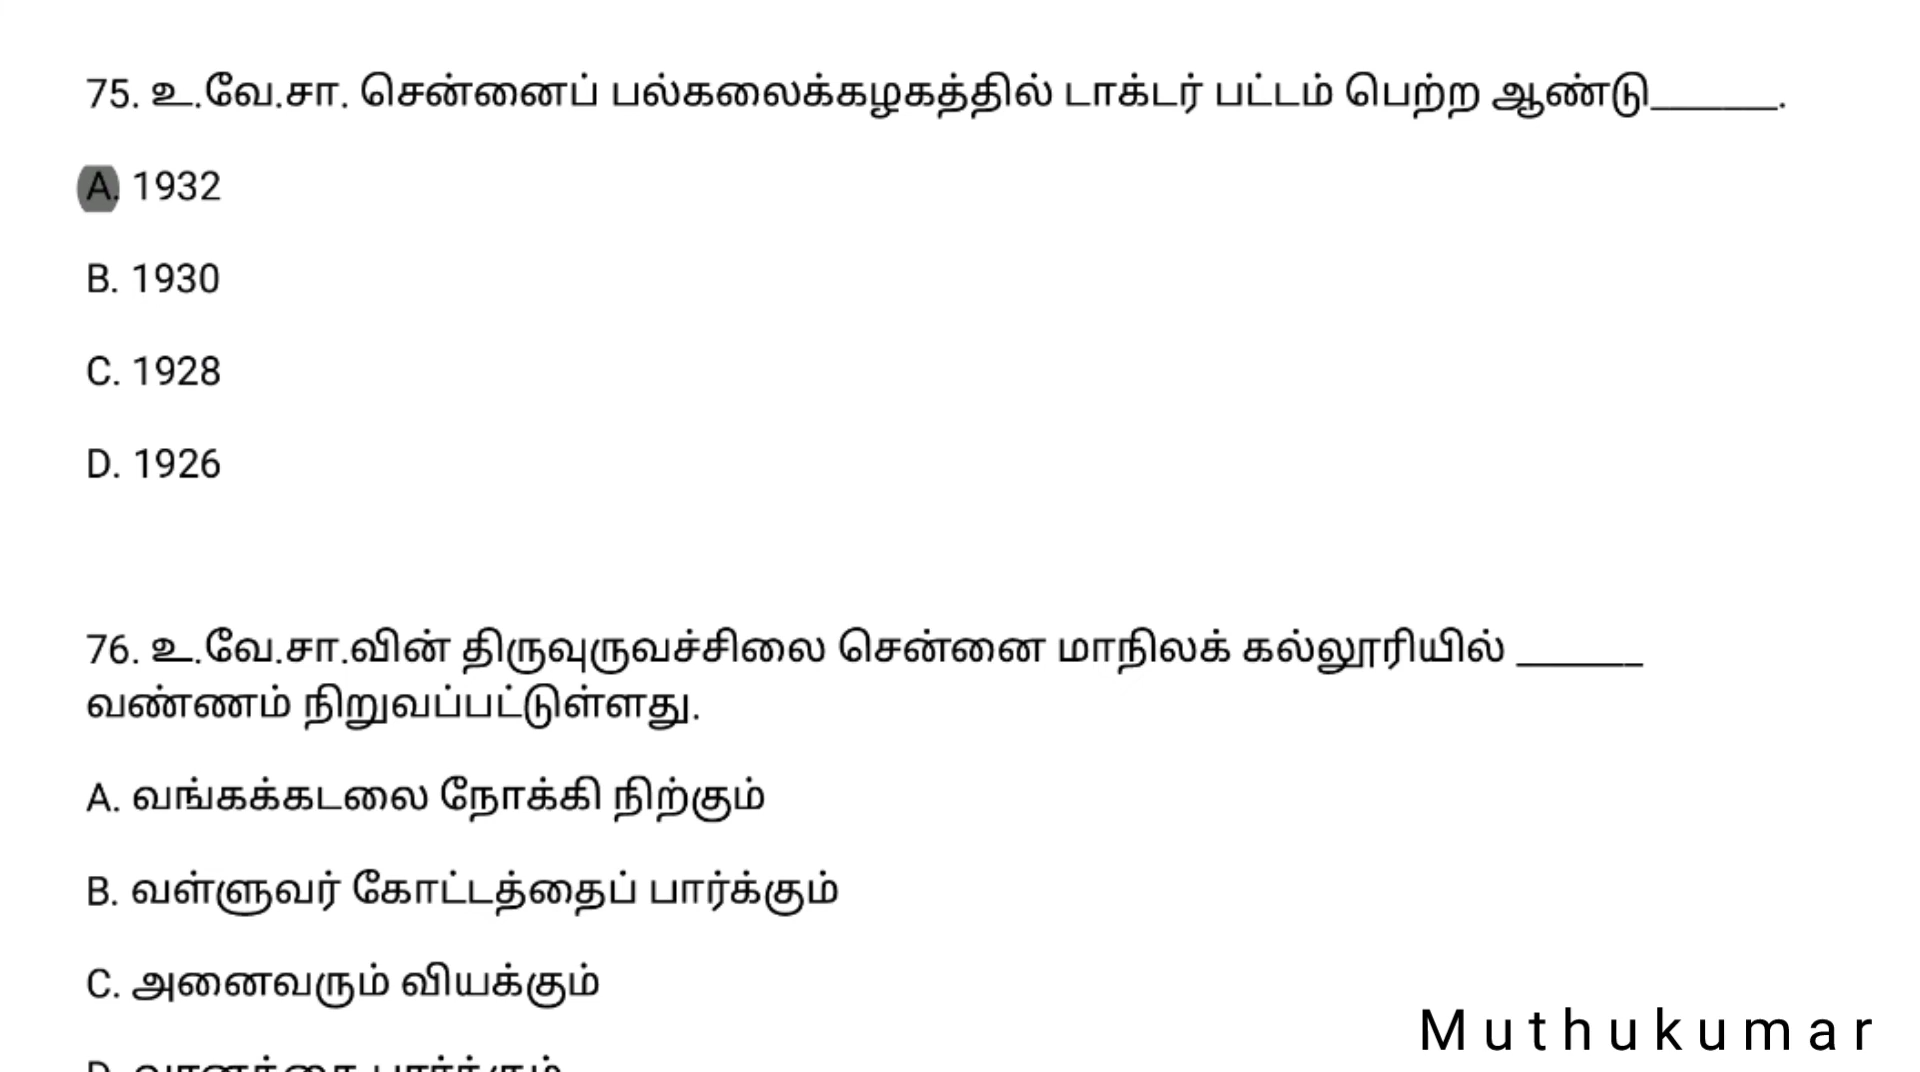 75. உ.வே.சா. சென்னைப் பல்கலைக்கழகத்தில் டாக்டர் பட்டம் பெற்ற ஆண்டு______.
A. 1932
B. 1930
C. 1928
D. 1926
76. உ.வே.சா.வின் திருவுருவச்சிலை சென்னை மாநிலக் கல்லூரியில் ______
வண்ணம் நிறுவப்பட்டுள்ளது.
A. வங்கக்கடலை நோக்கி நிற்கும்
B. வள்ளுவர் கோட்டத்தைப் பார்க்கும்
C. அனைவரும் வியக்கும்
Muthukumar